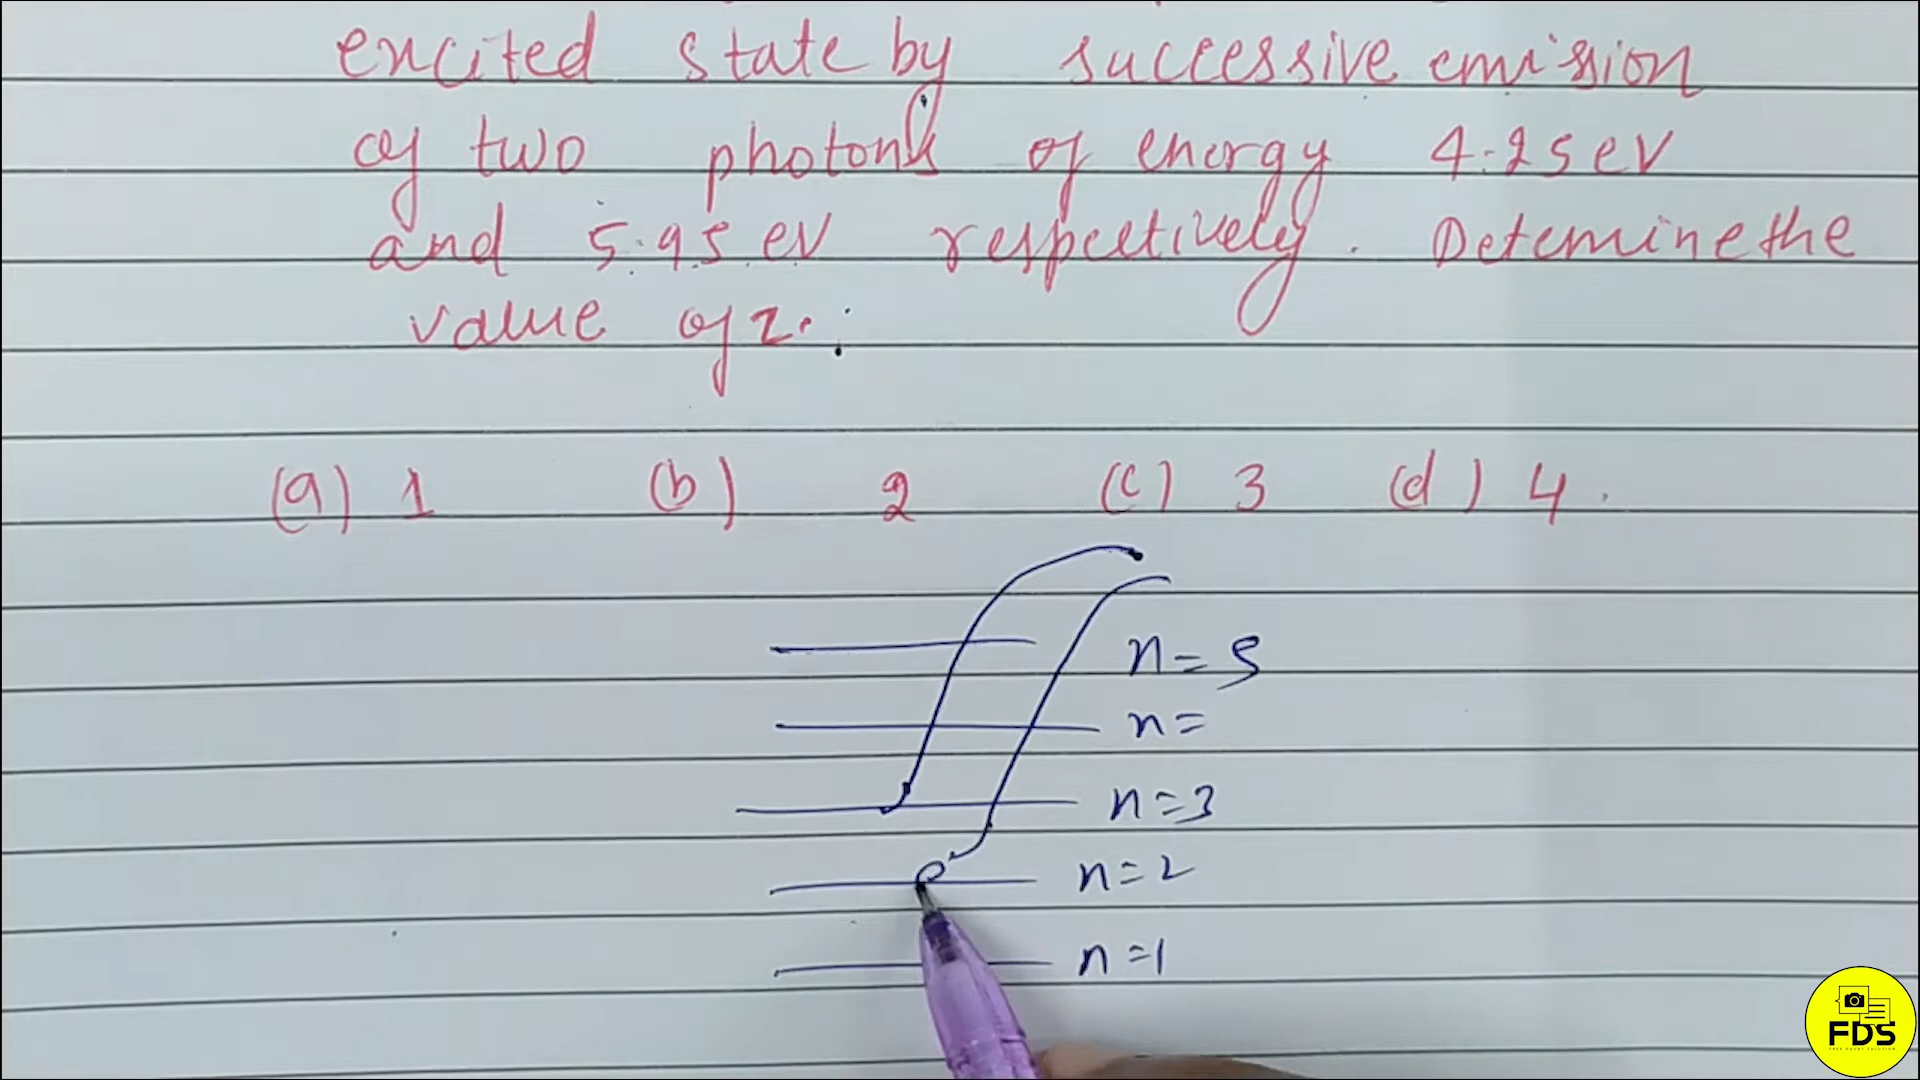 excited state by successive emission
of two photons of energy 4.25 ev
and 5.95 ev respectively. Detemine the
value of z.
(a) 1 (b) 2 (c) 3 (d) 4.
n=5
n=
n=3
n=2
n=1
FDS